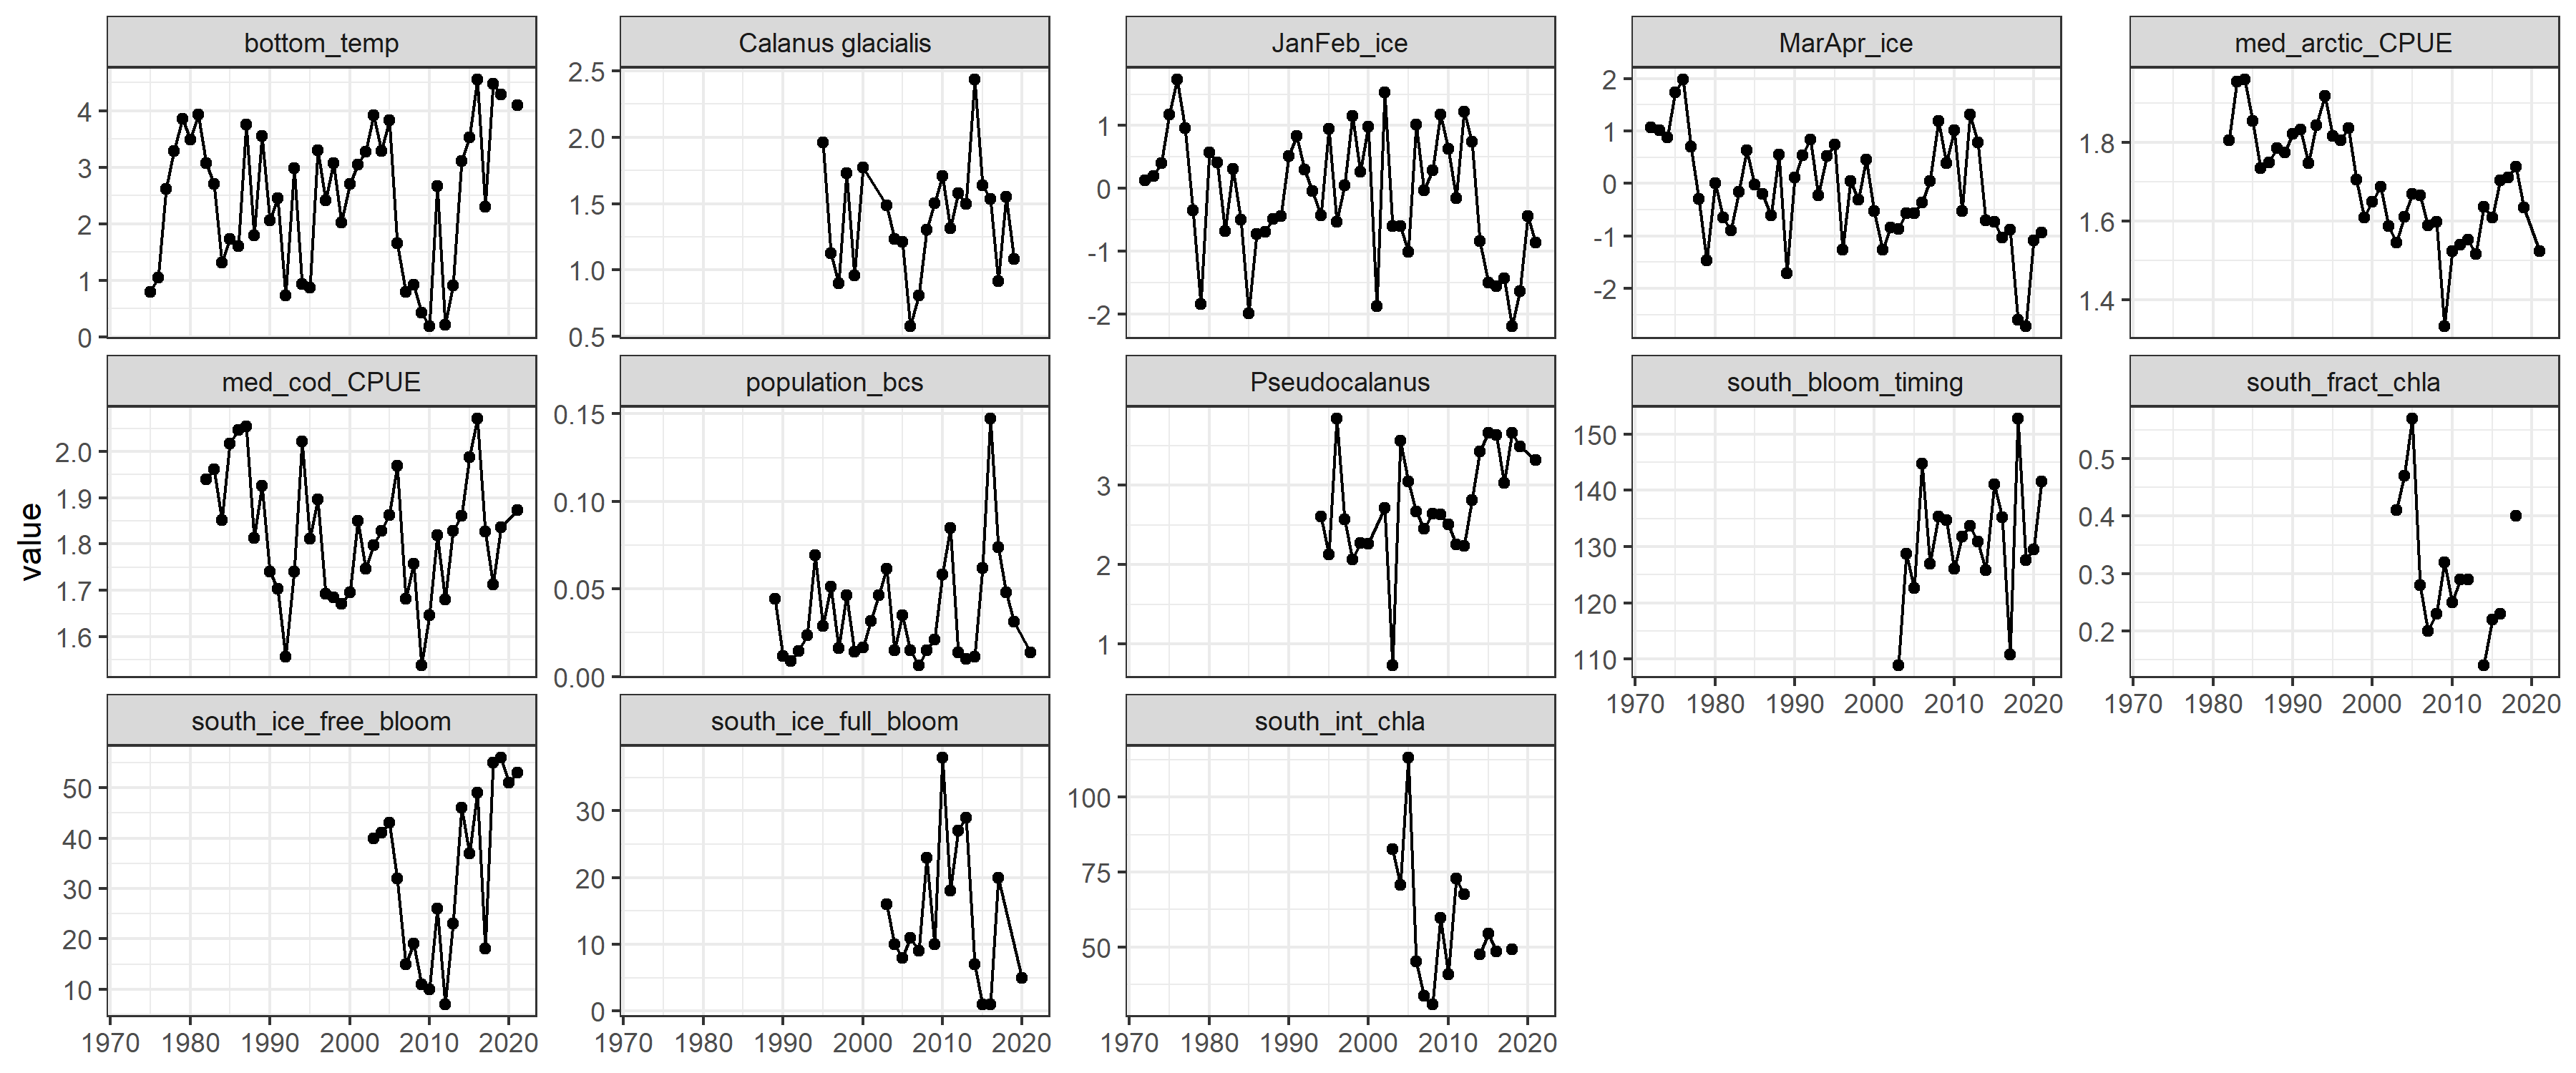 bottom_temp Calanus glacialis JanFeb_ice MarApr_ice med_arctic_CPUE
4 3 2 1 0
2.5 2.0 1.5 1.0 0.5
1 0 -1 -2
2 1 0 -1 -2
1.8 1.6 1.4
med_cod_CPUE population_bcs Pseudocalanus south_bloom_timing south_fract_chla
value
2.0 1.9 1.8 1.7 1.6
0.15 0.10 0.05 0.00
3 2 1
150 140 130 120 110
0.5 0.4 0.3 0.2
1970 1980 1990 2000 2010 2020
1970 1980 1990 2000 2010 2020
south_ice_free_bloom south_ice_full_bloom south_int_chla
50 40 30 20 10
30 20 10 0
100 75 50
1970 1980 1990 2000 2010 2020
1970 1980 1990 2000 2010 2020
1970 1980 1990 2000 2010 2020